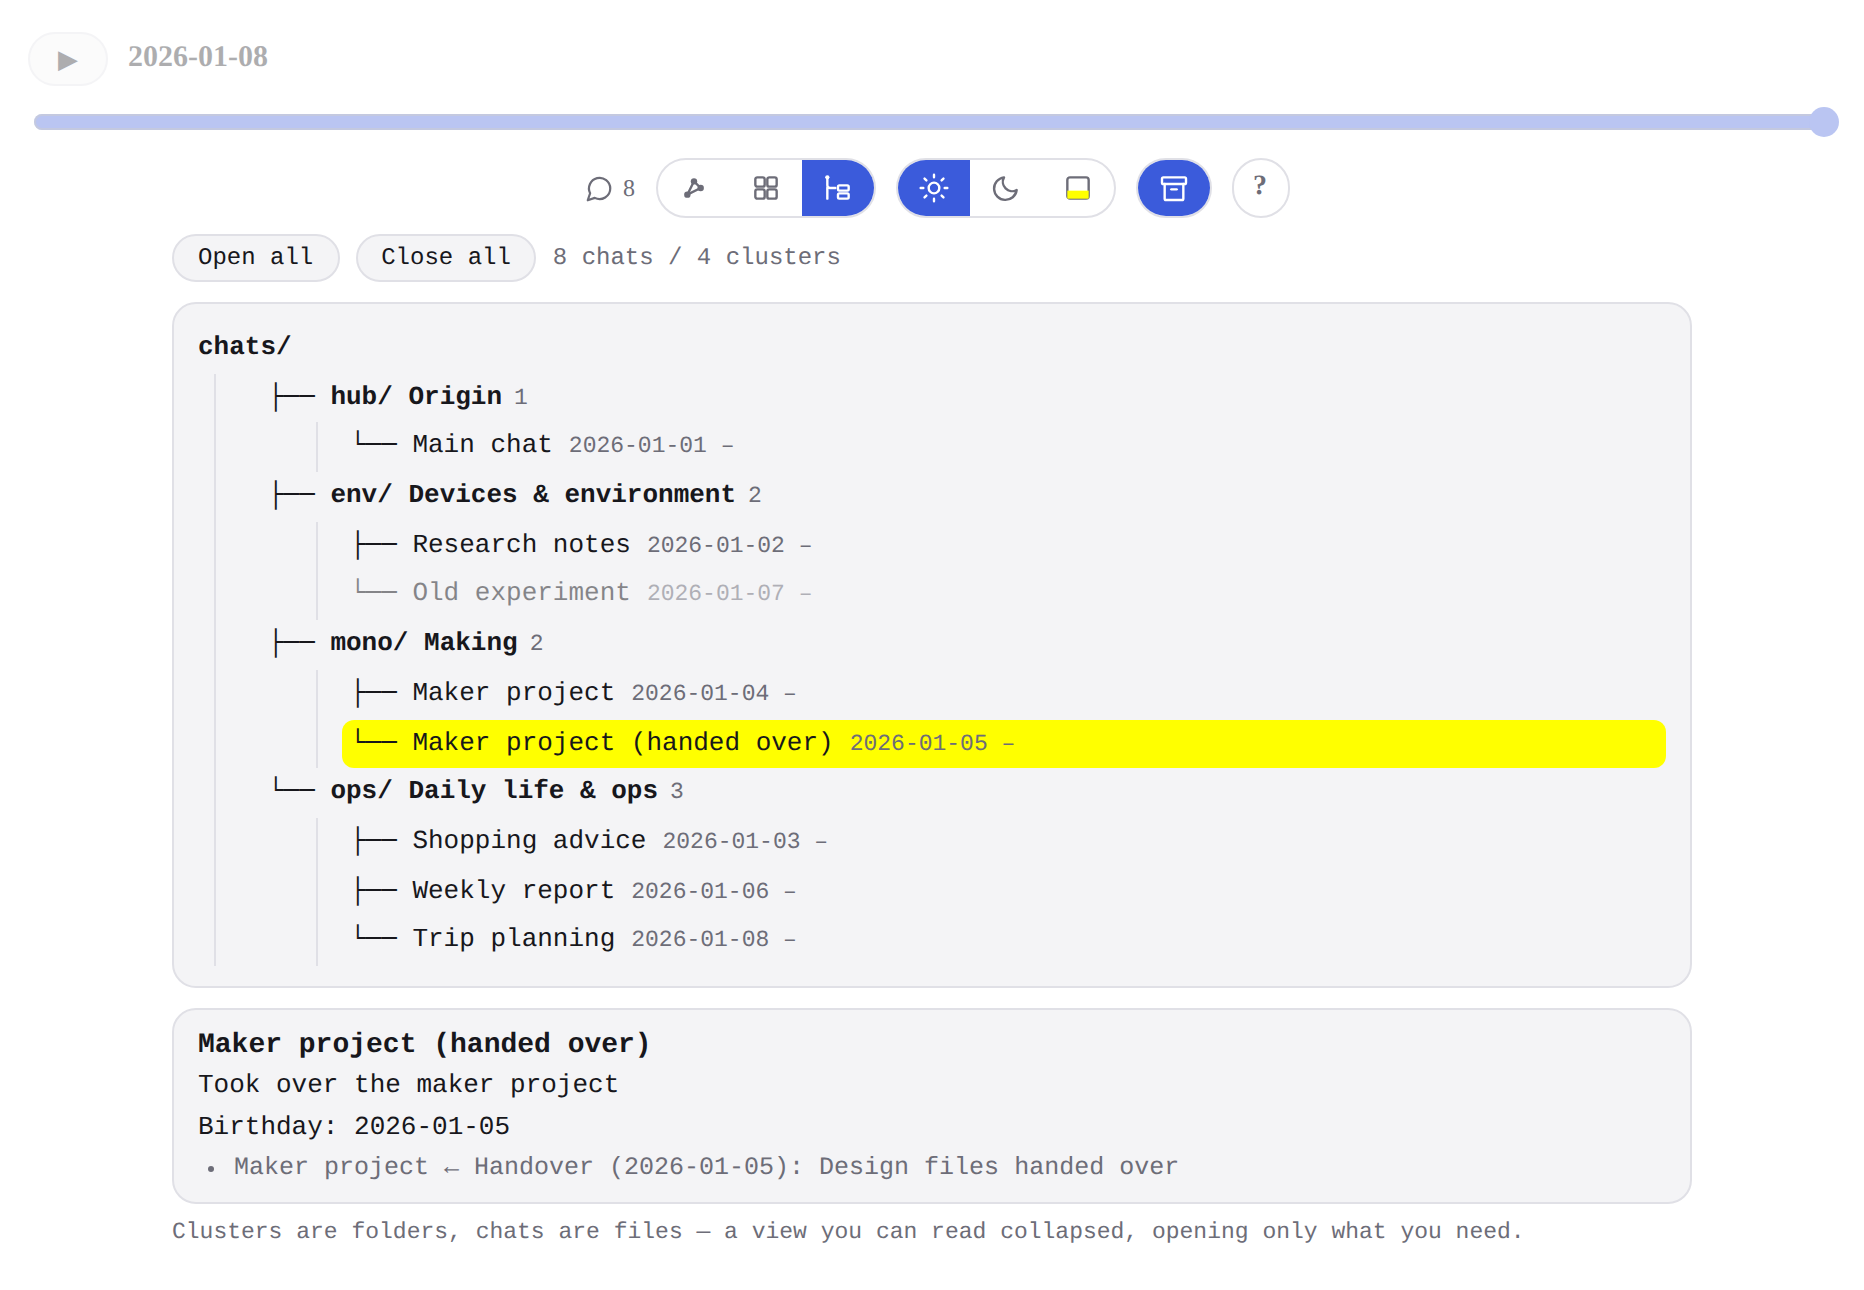 ▶ 2026-01-08
8 ?
Open all Close all 8 chats / 4 clusters
chats/
├── hub/ Origin 1
└── Main chat 2026-01-01 –
├── env/ Devices & environment 2
├── Research notes 2026-01-02 –
└── Old experiment 2026-01-07 –
├── mono/ Making 2
├── Maker project 2026-01-04 –
└── Maker project (handed over) 2026-01-05 –
└── ops/ Daily life & ops 3
├── Shopping advice 2026-01-03 –
├── Weekly report 2026-01-06 –
└── Trip planning 2026-01-08 –
Maker project (handed over)
Took over the maker project
Birthday: 2026-01-05
• Maker project ← Handover (2026-01-05): Design files handed over
Clusters are folders, chats are files — a view you can read collapsed, opening only what you need.